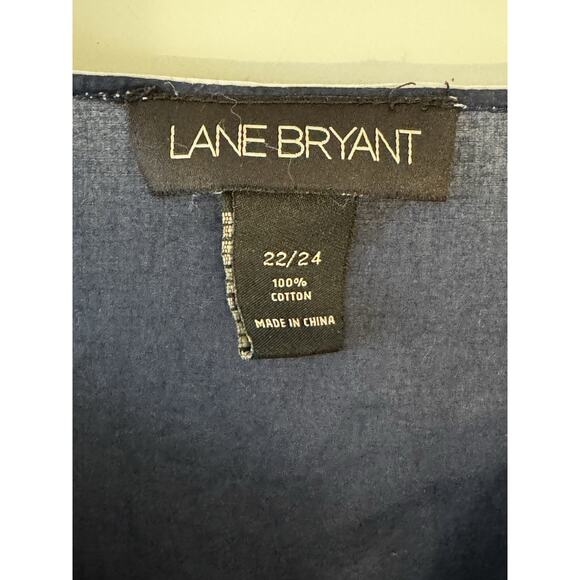 LANE BRYANT
22/24
100%
COTTON
MADE IN CHINA